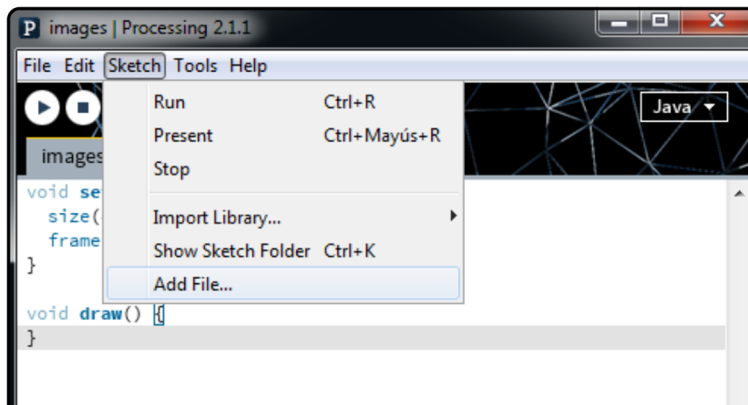 P images | Processing 2.1.1
File Edit Sketch Tools Help
Run Ctrl+R
Java
Present Ctrl+Mayús+R
images
Stop
void se
size(
Import Library...
frame
Show Sketch Folder Ctrl+K
}
Add File...
void draw() {
}